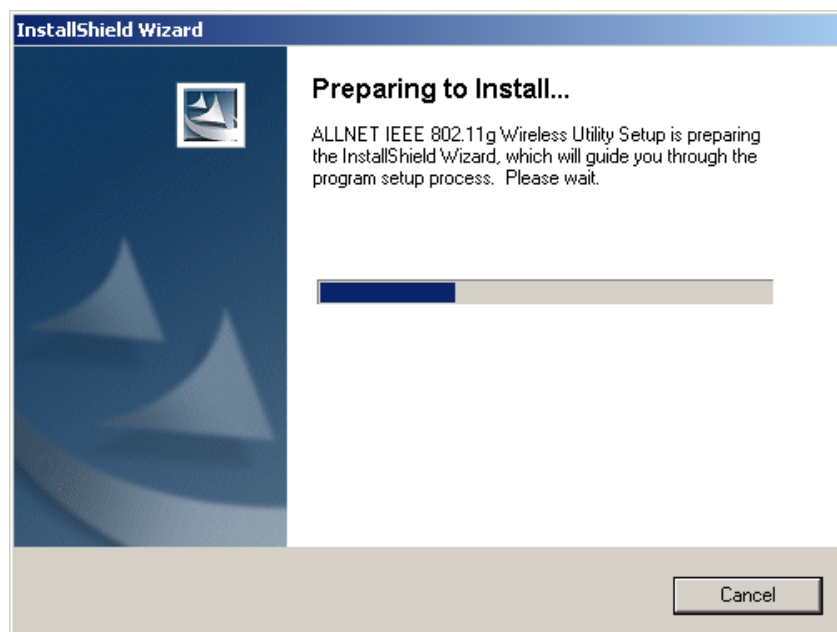 InstallShield Wizard
Preparing to Install...
ALLNET IEEE 802.11g Wireless Utility Setup is preparing
the InstallShield Wizard, which will guide you through the
program setup process.  Please wait.
Cancel